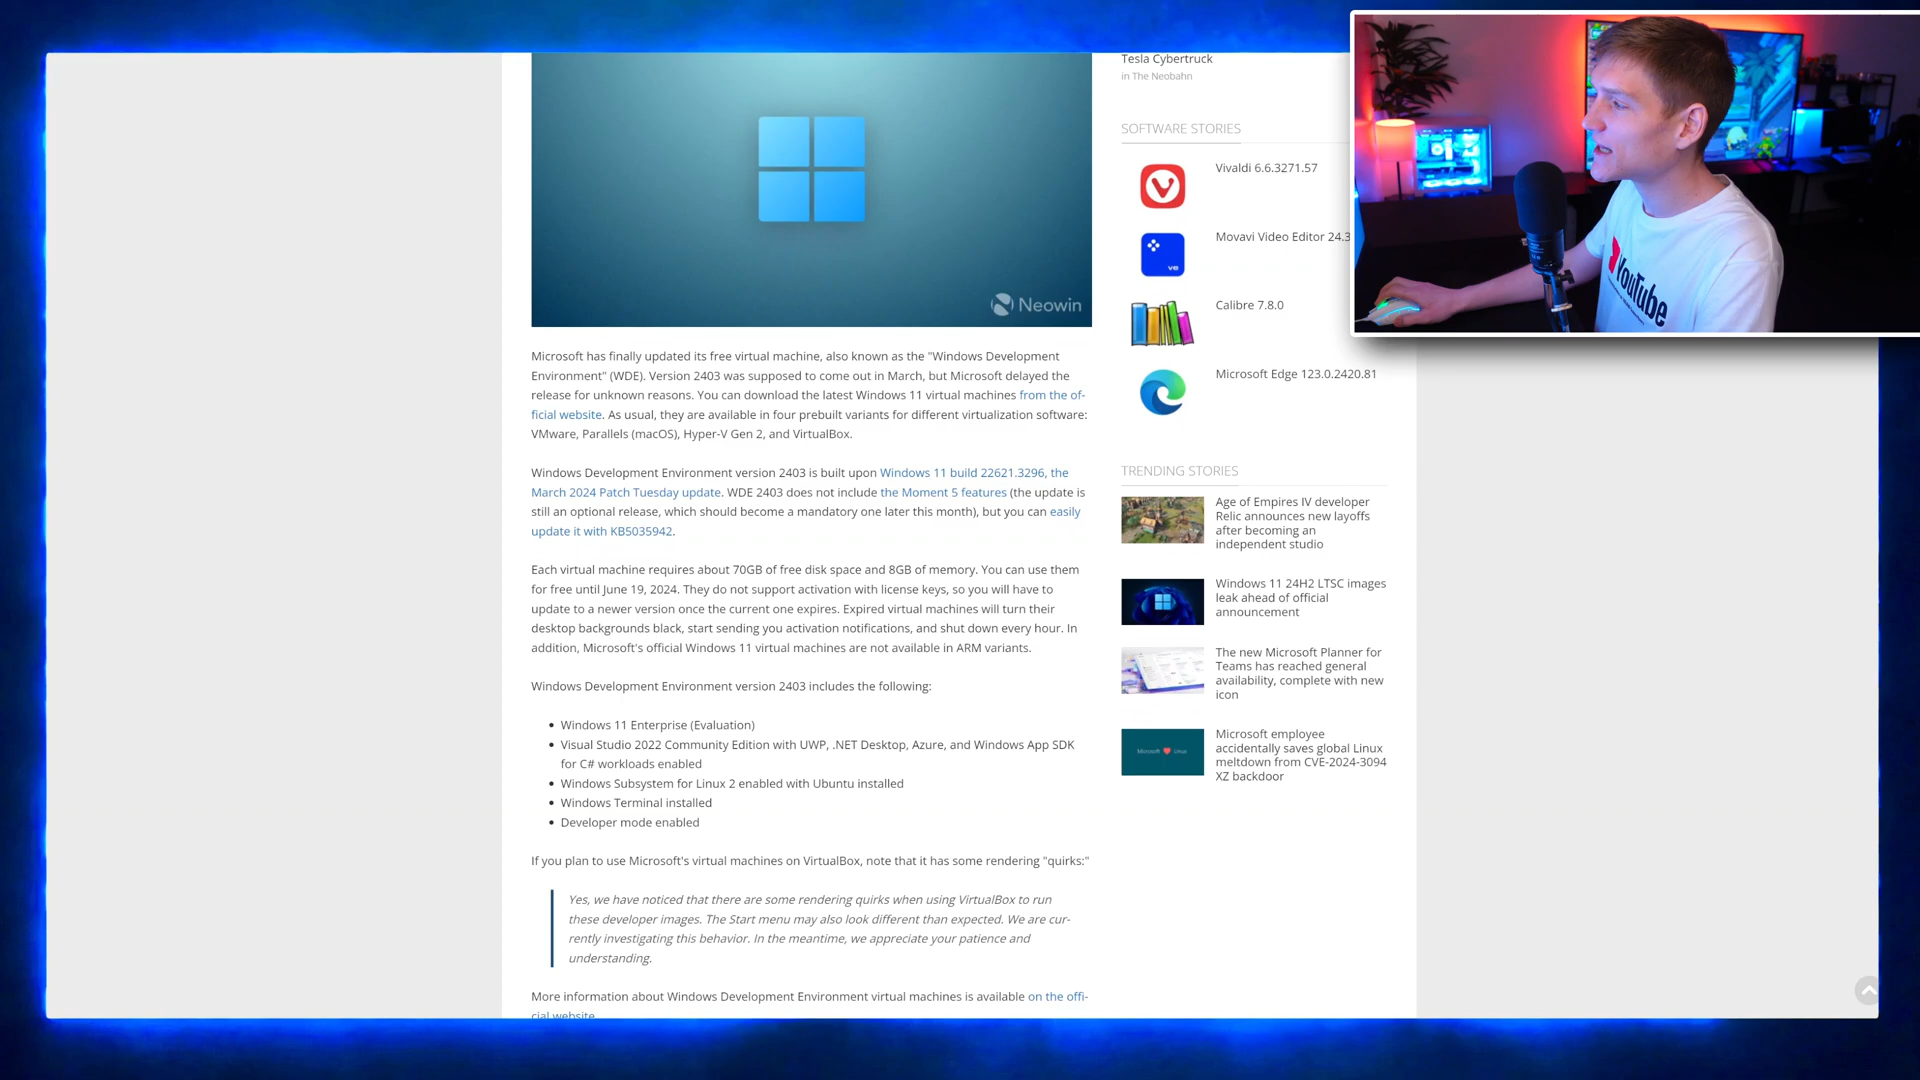 Neowin
Microsoft has finally updated its free virtual machine, also known as the "Windows Development
Environment" (WDE). Version 2403 was supposed to come out in March, but Microsoft delayed the
release for unknown reasons. You can download the latest Windows 11 virtual machines from the of-
ficial website. As usual, they are available in four prebuilt variants for different virtualization software:
VMware, Parallels (macOS), Hyper-V Gen 2, and VirtualBox.
Windows Development Environment version 2403 is built upon Windows 11 build 22621.3296, the
March 2024 Patch Tuesday update. WDE 2403 does not include the Moment 5 features (the update is
still an optional release, which should become a mandatory one later this month), but you can easily
update it with KB5035942.
Each virtual machine requires about 70GB of free disk space and 8GB of memory. You can use them
for free until June 19, 2024. They do not support activation with license keys, so you will have to
update to a newer version once the current one expires. Expired virtual machines will turn their
desktop backgrounds black, start sending you activation notifications, and shut down every hour. In
addition, Microsoft's official Windows 11 virtual machines are not available in ARM variants.
Windows Development Environment version 2403 includes the following:
• Windows 11 Enterprise (Evaluation)
• Visual Studio 2022 Community Edition with UWP, .NET Desktop, Azure, and Windows App SDK
for C# workloads enabled
• Windows Subsystem for Linux 2 enabled with Ubuntu installed
• Windows Terminal installed
• Developer mode enabled
If you plan to use Microsoft's virtual machines on VirtualBox, note that it has some rendering "quirks:"
Yes, we have noticed that there are some rendering quirks when using VirtualBox to run
these developer images. The Start menu may also look different than expected. We are cur-
rently investigating this behavior. In the meantime, we appreciate your patience and
understanding.
More information about Windows Development Environment virtual machines is available on the offi-
cial website.
Tesla Cybertruck
in The Neobahn
SOFTWARE STORIES
Vivaldi 6.6.3271.57
ve
Movavi Video Editor 24.3
Calibre 7.8.0
Microsoft Edge 123.0.2420.81
TRENDING STORIES
Age of Empires IV developer
Relic announces new layoffs
after becoming an
independent studio
Windows 11 24H2 LTSC images
leak ahead of official
announcement
The new Microsoft Planner for
Teams has reached general
availability, complete with new
icon
Microsoft Linux
Microsoft employee
accidentally saves global Linux
meltdown from CVE-2024-3094
XZ backdoor
YouTube